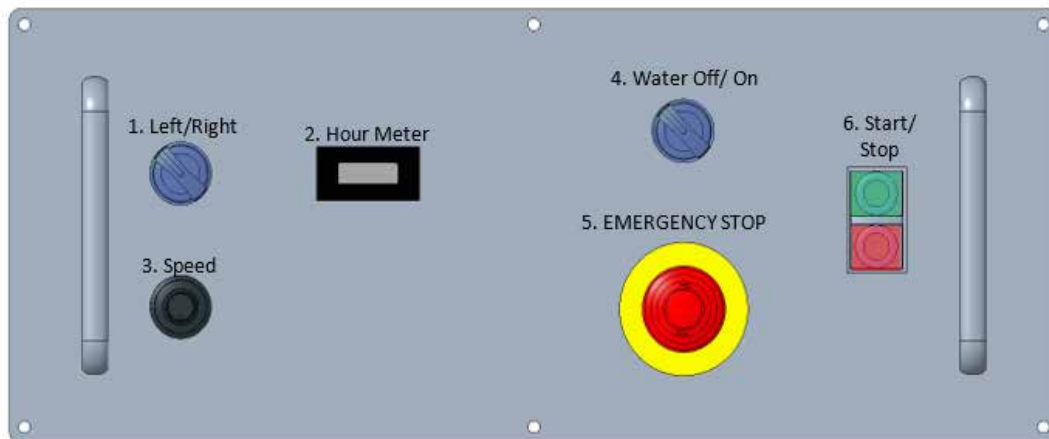 1. Left/Right
2. Hour Meter
3. Speed
4. Water Off/ On
5. EMERGENCY STOP
6. Start/
Stop